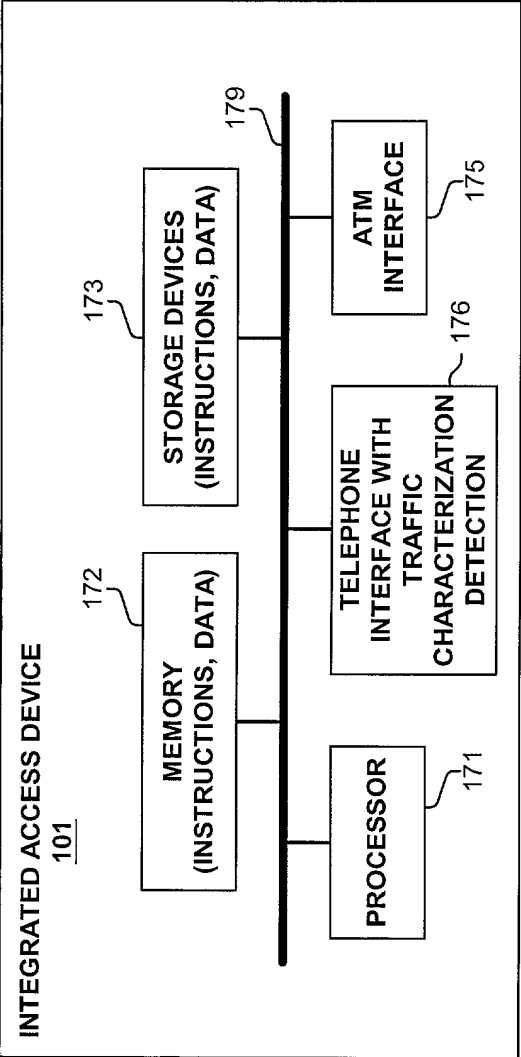 INTEGRATED ACCESS DEVICE
101
172
MEMORY
(INSTRUCTIONS, DATA)
173
STORAGE DEVICES
(INSTRUCTIONS, DATA)
179
PROCESSOR
171
TELEPHONE
INTERFACE WITH
TRAFFIC
CHARACTERIZATION
DETECTION
176
ATM
INTERFACE
175